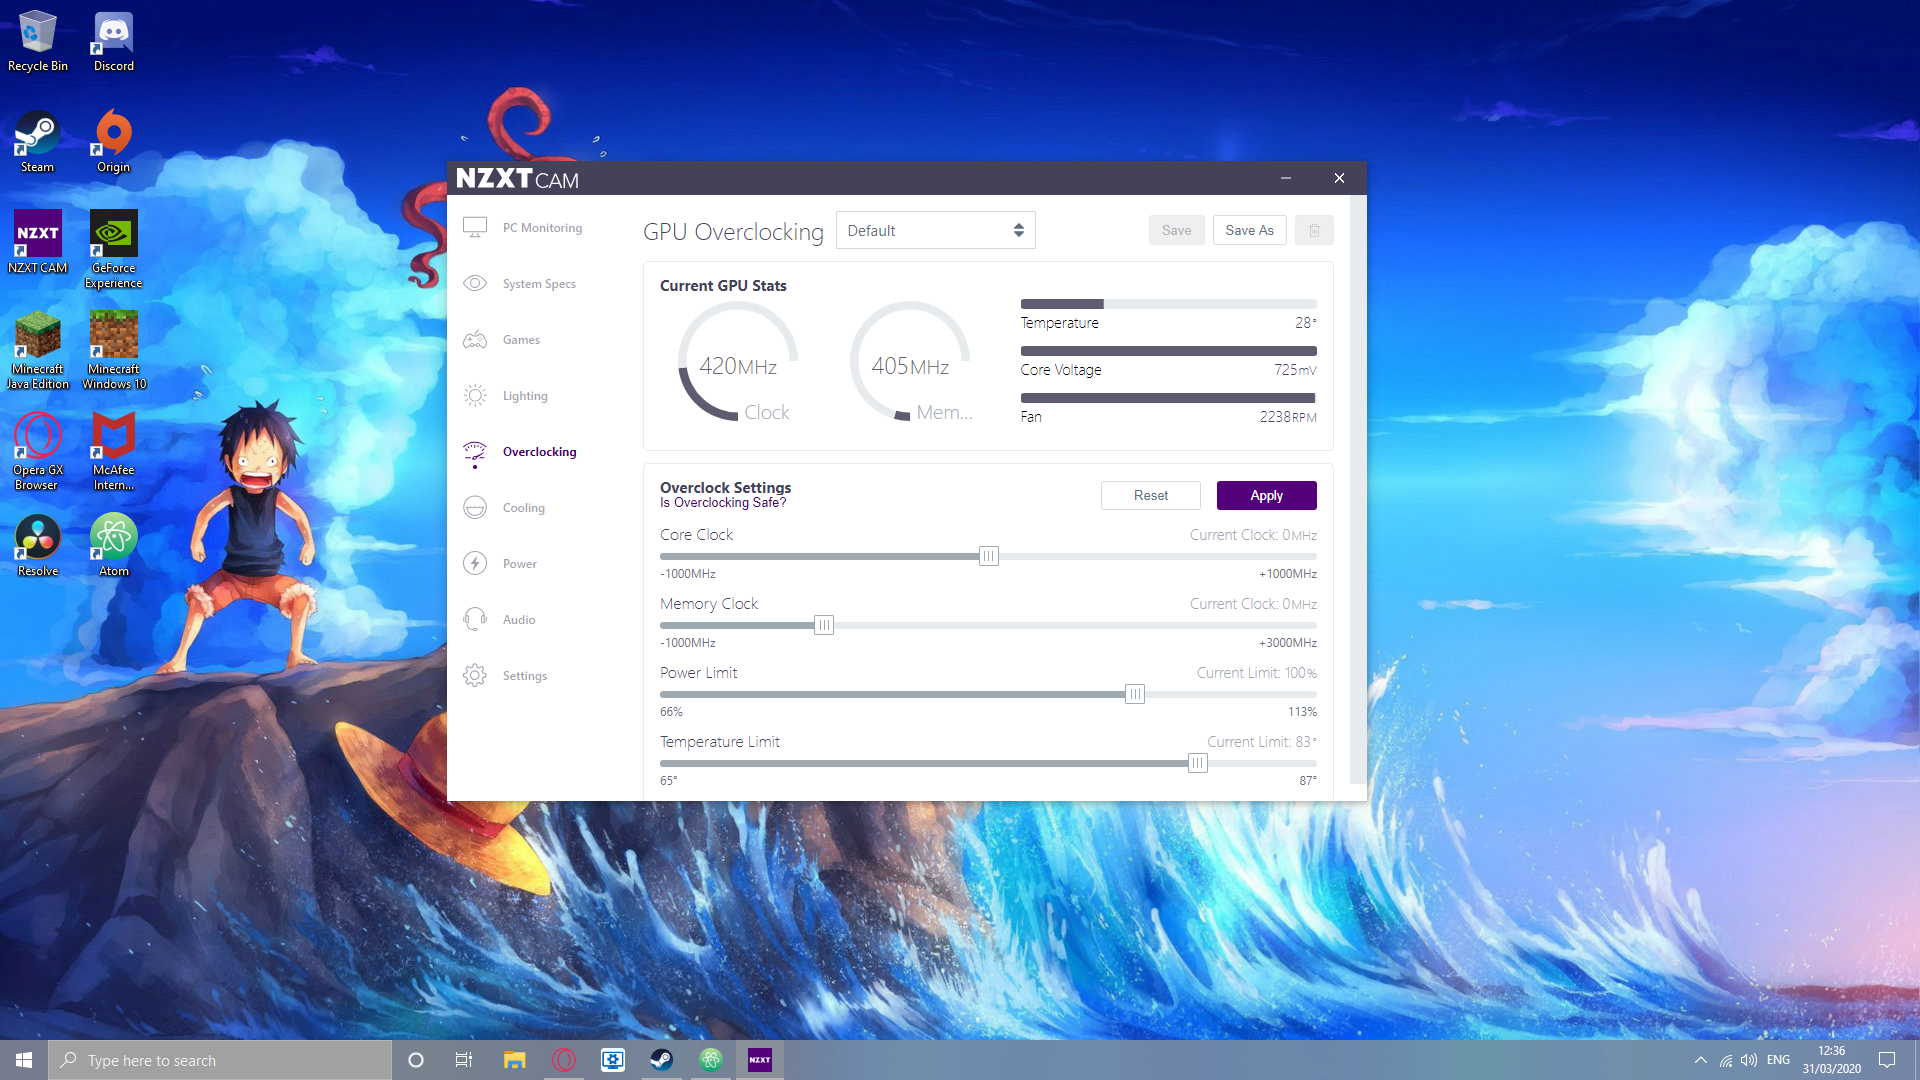 Recycle Bin
Discord
Steam
Origin
NZXT
NZXT CAM
GeForce
Experience
Minecraft
Java Edition
Minecraft
Windows 10
Opera GX
Browser
McAfee
Intern...
Resolve
Atom
NZXT CAM
PC Monitoring
System Specs
Games
Lighting
Overclocking
Cooling
Power
Audio
Settings
GPU Overclocking
Default
Save
Save As
Current GPU Stats
420MHz
Clock
405MHz
Mem...
Temperature 28°
Core Voltage 725mV
Fan 2238RPM
Overclock Settings
Is Overclocking Safe?
Reset
Apply
Core Clock Current Clock: 0MHz
-1000MHz +1000MHz
Memory Clock Current Clock: 0MHz
-1000MHz +3000MHz
Power Limit Current Limit: 100%
66% 113%
Temperature Limit Current Limit: 83°
65° 87°
Type here to search
NZXT
ENG
12:36
31/03/2020